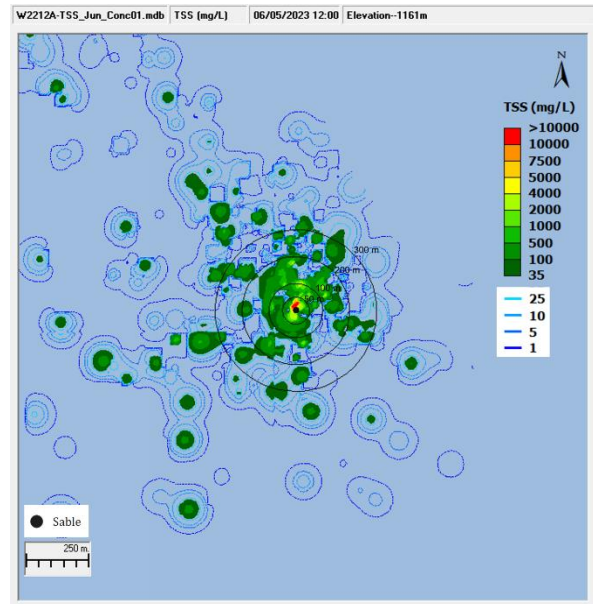 W2212A-TSS_Jun_Conc01.mdb TSS (mg/L) 06/05/2023 12:00 Elevation--1161m
N
TSS (mg/L)
>10000
10000
7500
5000
4000
2000
1000
500
100
35
25
10
5
1
300 m.
200 m.
100 m.
Sable
250 m.